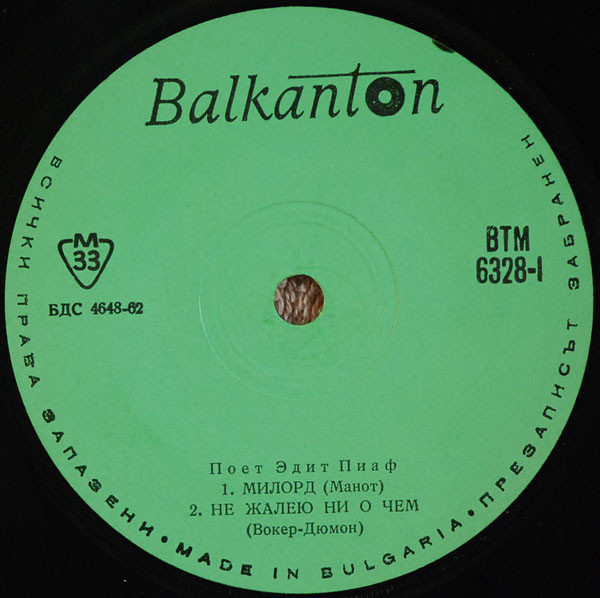 Balkanton
M
33
БДС 4648-62
ВТМ
6328-I
Поет Эдит Пиаф
1. МИЛОРД (Манот)
2. НЕ ЖАЛЕЮ НИ О ЧЕМ
(Вокер-Дюмон)
ВСИЧКИ ПРАВА ЗАПАЗЕНИ • MADE IN BULGARIA • ПРЕЗАПИСЪТ ЗАБРАНЕН